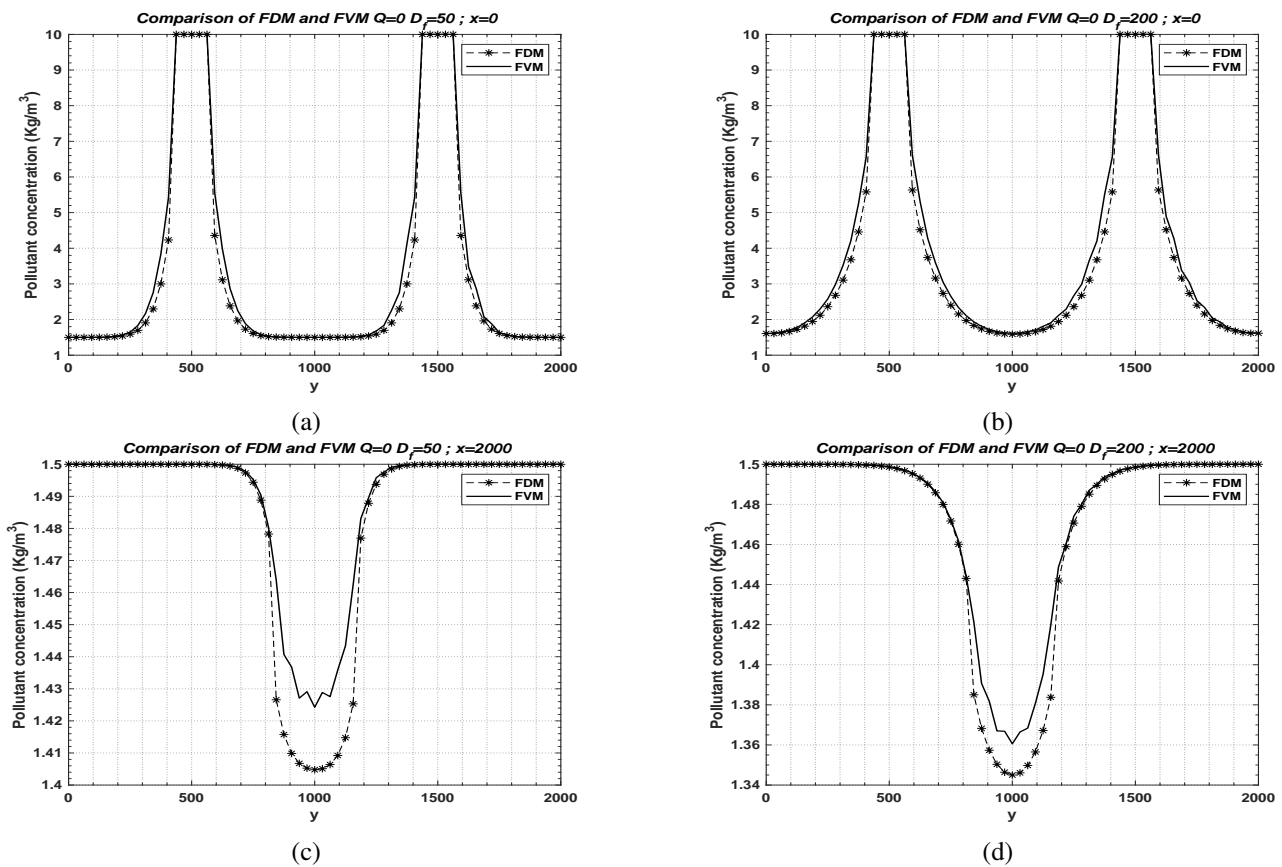 Comparison of FDM and FVM Q=0 D_f=50 ; x=0
10
9
8
7
6
5
4
3
2
1
Pollutant concentration (Kg/m^3)
0 500 1000 1500 2000
y
FDM
FVM
(a)
Comparison of FDM and FVM Q=0 D_f=200 ; x=0
10
9
8
7
6
5
4
3
2
1
Pollutant concentration (Kg/m^3)
0 500 1000 1500 2000
y
FDM
FVM
(b)
Comparison of FDM and FVM Q=0 D_f=50 ; x=2000
1.5
1.49
1.48
1.47
1.46
1.45
1.44
1.43
1.42
1.41
1.4
Pollutant concentration (Kg/m^3)
0 500 1000 1500 2000
y
FDM
FVM
(c)
Comparison of FDM and FVM Q=0 D_f=200 ; x=2000
1.5
1.48
1.46
1.44
1.42
1.4
1.38
1.36
1.34
Pollutant concentration (Kg/m^3)
0 500 1000 1500 2000
y
FDM
FVM
(d)